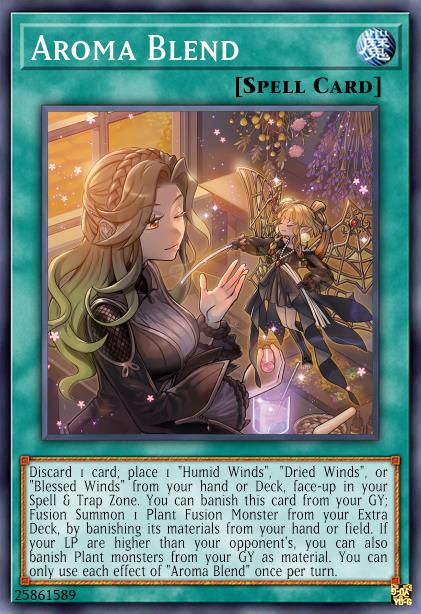 Aroma Blend
[Spell Card]
Discard 1 card; place 1 "Humid Winds", "Dried Winds", or
"Blessed Winds" from your hand or Deck, face-up in your
Spell & Trap Zone. You can banish this card from your GY;
Fusion Summon 1 Plant Fusion Monster from your Extra
Deck, by banishing its materials from your hand or field. If
your LP are higher than your opponent's, you can also
banish Plant monsters from your GY as material. You can
only use each effect of "Aroma Blend" once per turn.
25861589